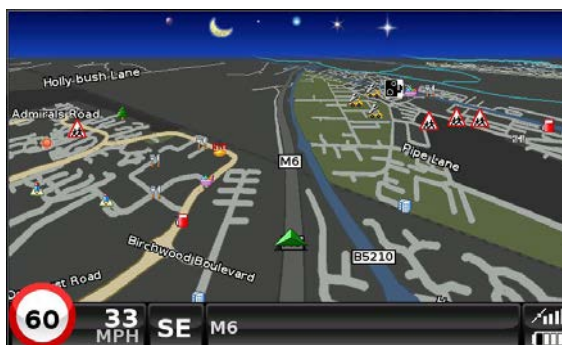 Holly-bush Lane
Admirals Road
M6
Pipe Lane
Birchwood Boulevard
B5210
Road
60
33
MPH
SE
M6